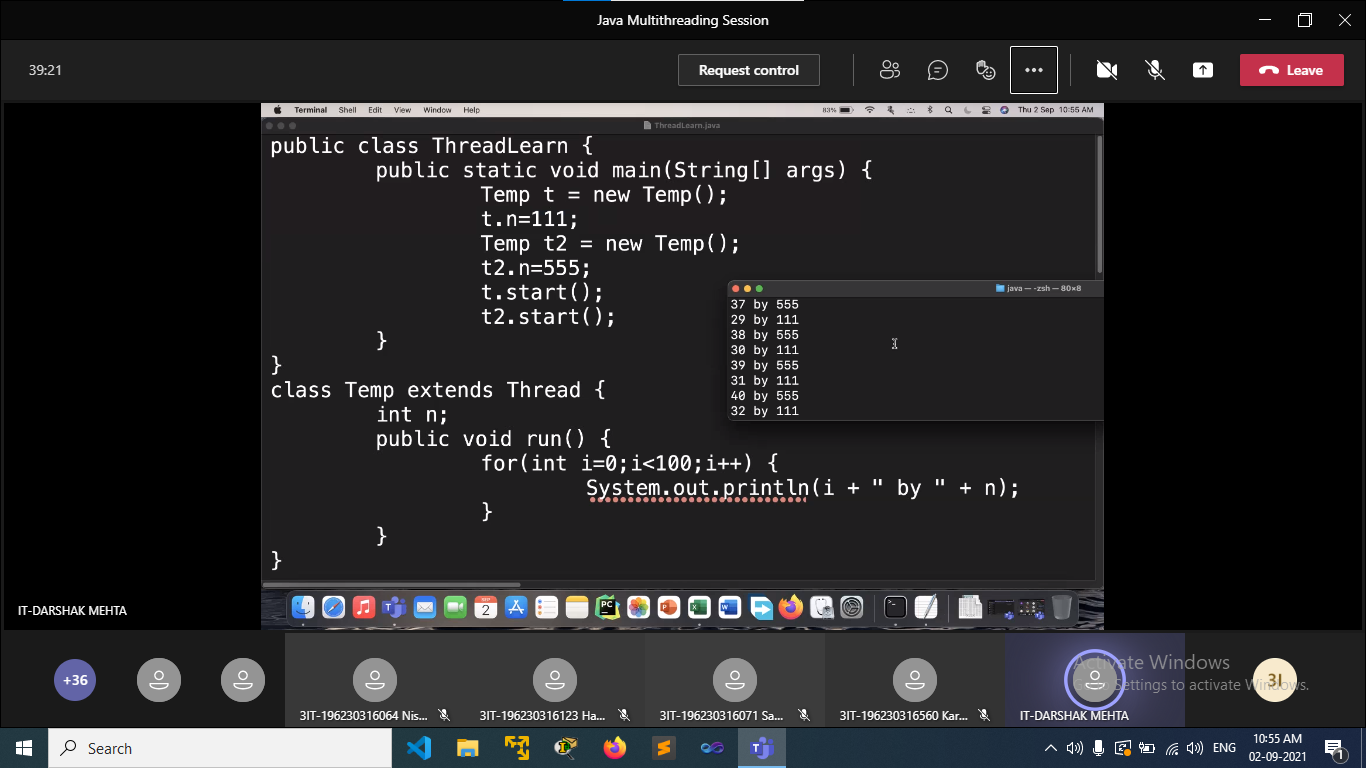 Java Multithreading Session
39:21
Request control
Leave
Terminal Shell Edit View Window Help
83% Thu 2 Sep 10:55 AM
ThreadLearn.java
public class ThreadLearn {
public static void main(String[] args) {
Temp t = new Temp();
t.n=111;
Temp t2 = new Temp();
t2.n=555;
t.start();
t2.start();
}
}
class Temp extends Thread {
int n;
public void run() {
for(int i=0;i<100;i++) {
System.out.println(i + " by " + n);
}
}
}
java — -zsh — 80×8
37 by 555
29 by 111
38 by 555
30 by 111
39 by 555
31 by 111
40 by 555
32 by 111
IT-DARSHAK MEHTA
SEP
2
PC
+36
3IT-196230316064 Nis...
3IT-196230316123 Ha...
3IT-196230316071 Sa...
3IT-196230316560 Kar...
IT-DARSHAK MEHTA
3I
Activate Windows
Go to Settings to activate Windows.
Search
ENG
10:55 AM
02-09-2021
1